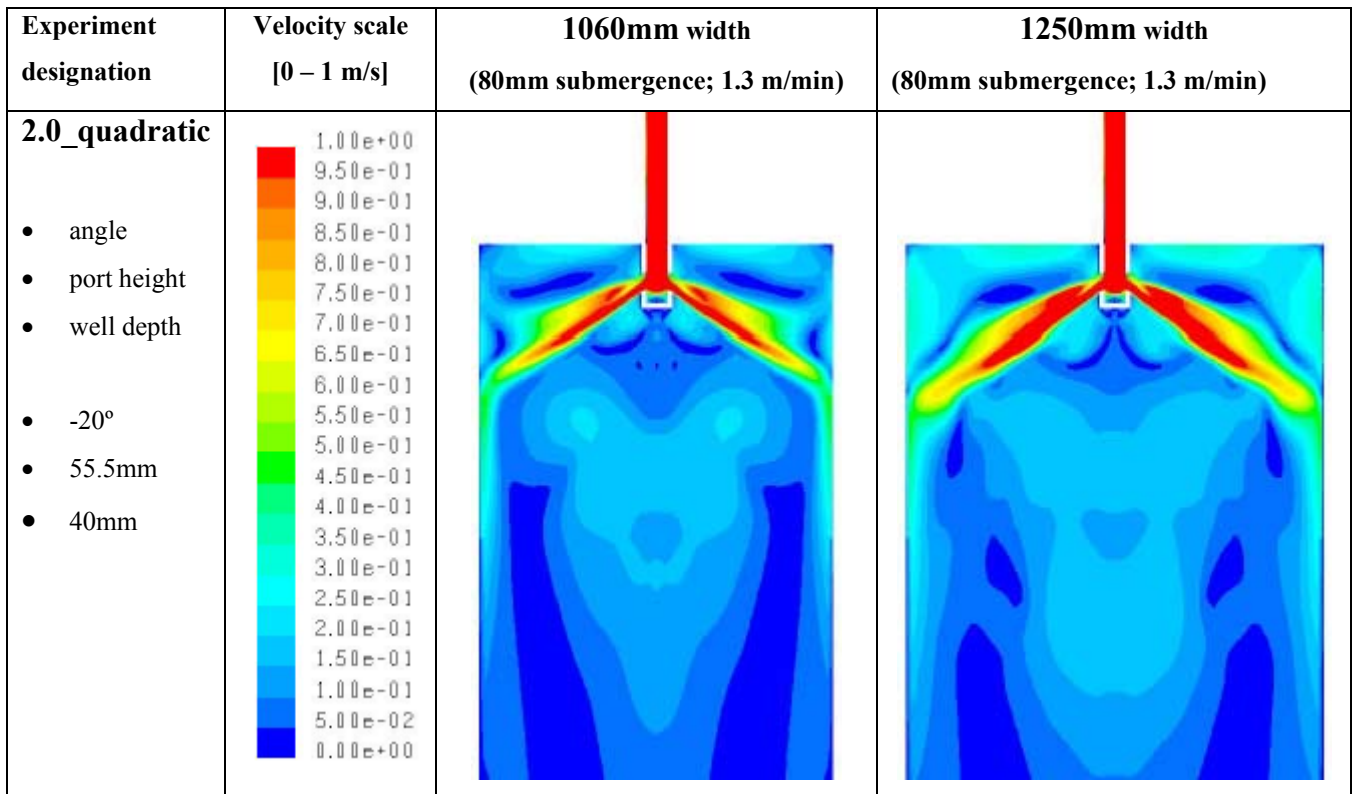 Experiment designation
Velocity scale [0 – 1 m/s]
1060mm width
(80mm submergence; 1.3 m/min)
1250mm width
(80mm submergence; 1.3 m/min)
2.0_quadratic
• angle
• port height
• well depth
• -20º
• 55.5mm
• 40mm
1.00e+00
9.50e-01
9.00e-01
8.50e-01
8.00e-01
7.50e-01
7.00e-01
6.50e-01
6.00e-01
5.50e-01
5.00e-01
4.50e-01
4.00e-01
3.50e-01
3.00e-01
2.50e-01
2.00e-01
1.50e-01
1.00e-01
5.00e-02
0.00e+00